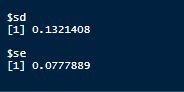 $sd
[1] 0.1321408
$se
[1] 0.0777889